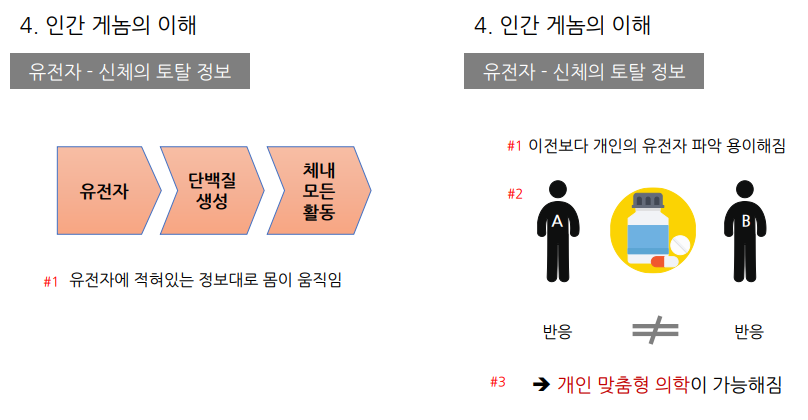 4. 인간 게놈의 이해
유전자 - 신체의 토탈 정보
유전자
단백질
생성
체내
모든
활동
#1 유전자에 적혀있는 정보대로 몸이 움직임
4. 인간 게놈의 이해
유전자 - 신체의 토탈 정보
#1 이전보다 개인의 유전자 파악 용이해짐
#2
A
B
반응 ≠ 반응
#3 ➔ 개인 맞춤형 의학이 가능해짐